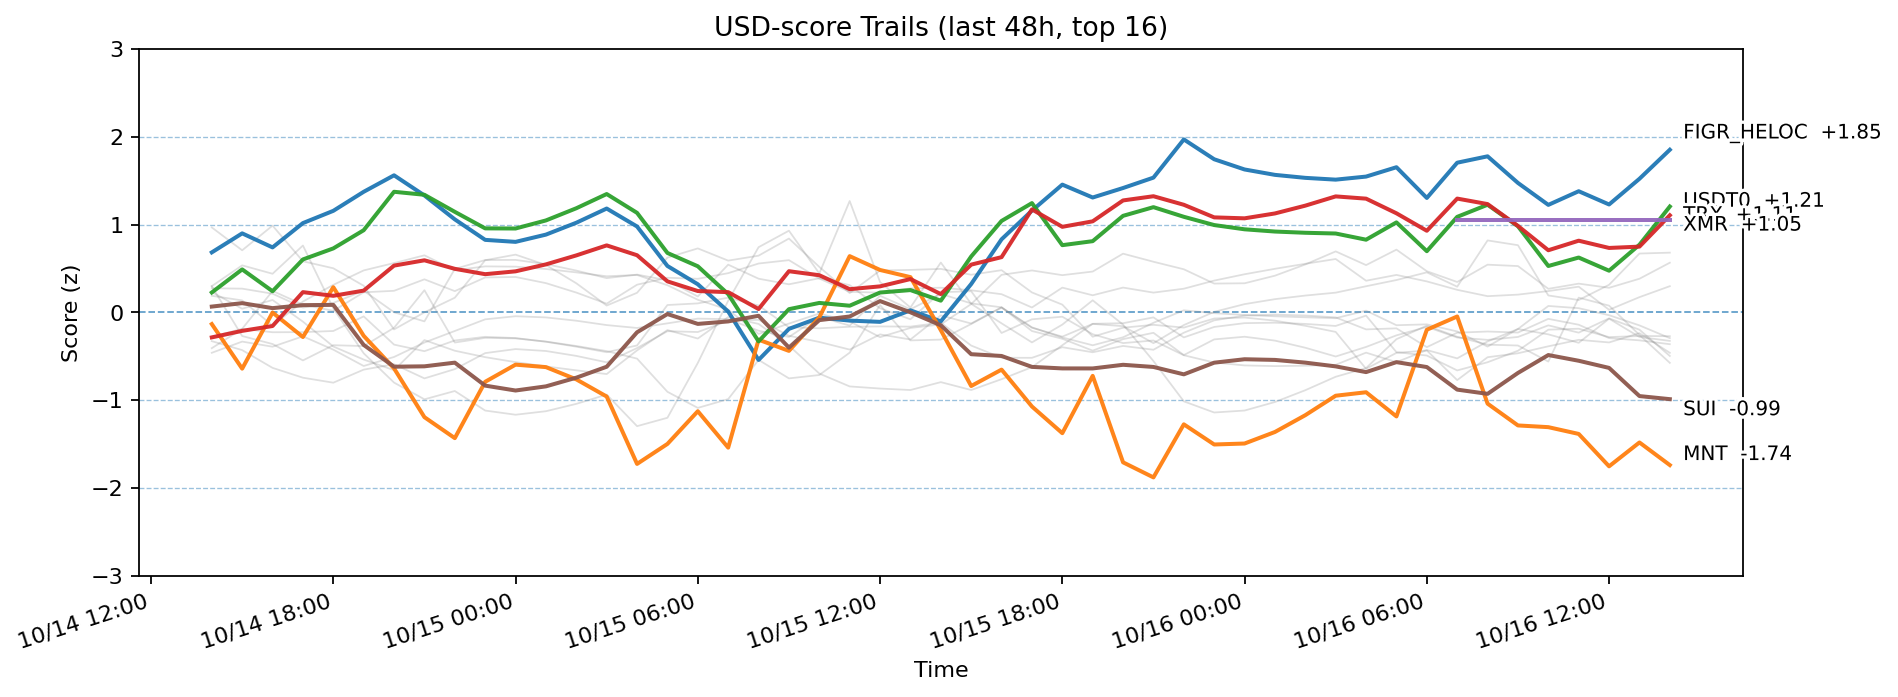 USD-score Trails (last 48h, top 16)
3
2
1
0
−1
−2
−3
Score (z)
FIGR_HELOC +1.85
USDT0 +1.21
TRX +1.11
XMR +1.05
SUI -0.99
MNT -1.74
10/14 12:00
10/14 18:00
10/15 00:00
10/15 06:00
10/15 12:00
10/15 18:00
10/16 00:00
10/16 06:00
10/16 12:00
Time